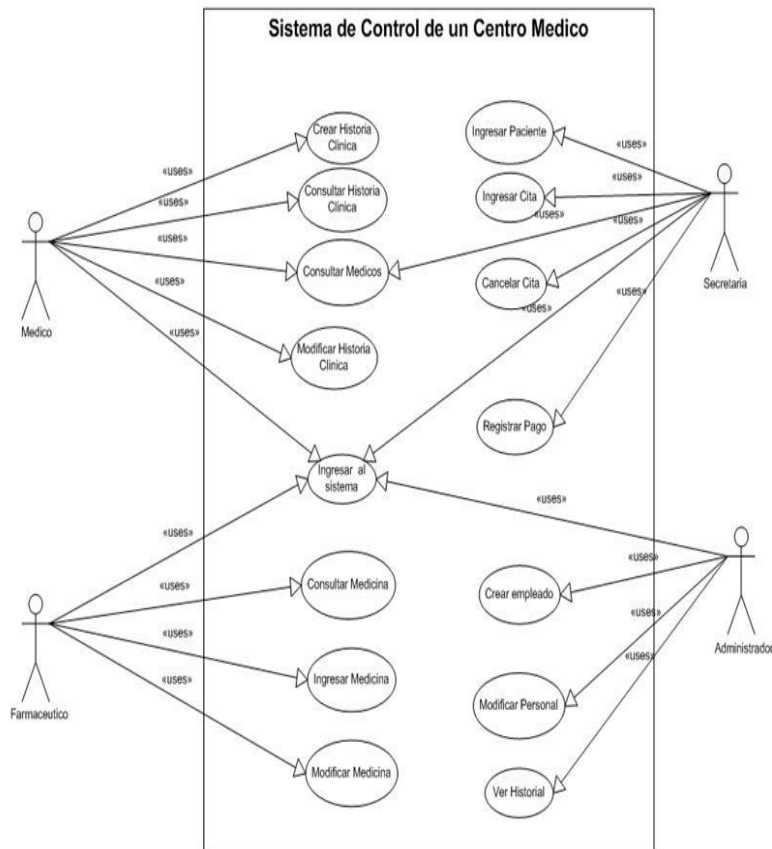 Sistema de Control de un Centro Medico
Crear Historia
Clinica
Ingresar Paciente
«uses»
«uses»
«uses»
Consultar Historia
Clinica
Ingresar Cita
«uses»
«uses»
«uses»
Consultar Medicos
«uses»
Cancelar Cita
Secretaria
«uses»
«uses»
«uses»
Medico
«uses»
Modificar Historia
Clinica
Registrar Pago
Ingresar al
sistema
«uses»
«uses»
Consultar Medicina
«uses»
«uses»
Crear empleado
«uses»
«uses»
Administrador
«uses»
Ingresar Medicina
«uses»
Modificar Personal
Farmaceutico
Modificar Medicina
Ver Historial